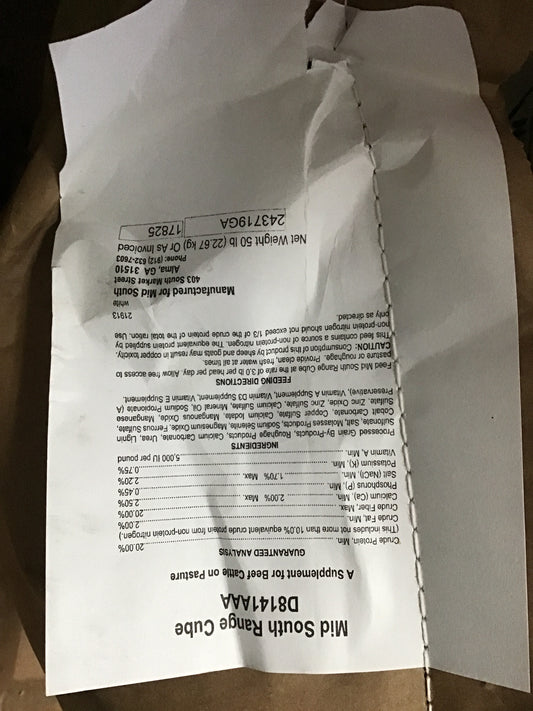 Mid South Range Cube
D8141AAA
A Supplement for Beef Cattle on Pasture
GUARANTEED ANALYSIS
Crude Protein, Min. 20.00%
(This includes not more than 10.0% equivalent crude protein from non-protein nitrogen.)
Crude Fat, Min. 2.00%
Crude Fiber, Max. 20.00%
Calcium (Ca), Min. 2.00% Max. 2.50%
Phosphorus (P), Min. 0.45%
Salt (NaCl), Min. 1.70% Max. 2.20%
Potassium (K), Min. 0.75%
Vitamin A, Min. 5,000 IU per pound
INGREDIENTS
Processed Grain By-Products, Roughage Products, Calcium Carbonate, Urea, Lignin
Sulfonate, Salt, Molasses Products, Sodium Selenite, Magnesium Oxide, Ferrous Sulfate,
Cobalt Carbonate, Copper Sulfate, Calcium Iodate, Manganous Oxide, Manganese
Sulfate, Zinc Oxide, Zinc Sulfate, Calcium Sulfate, Mineral Oil, Sodium Propionate (A
Preservative), Vitamin A Supplement, Vitamin D3 Supplement, Vitamin E Supplement.
FEEDING DIRECTIONS
Feed Mid South Range Cube at the rate of 3.0 lb per head per day. Allow free access to
pasture or roughage. Provide clean, fresh water at all times.
CAUTION: Consumption of this product by sheep and goats may result in copper toxicity.
This feed contains a source of non-protein nitrogen. The equivalent protein supplied by
non-protein nitrogen should not exceed 1/3 of the crude protein of the total ration. Use
only as directed.
21913 white
Manufactured for Mid South
403 South Market Street
Alma, GA 31510
Phone: (912) 632-7603
Net Weight 50 lb (22.67 kg) Or As Invoiced
243719GA 17825